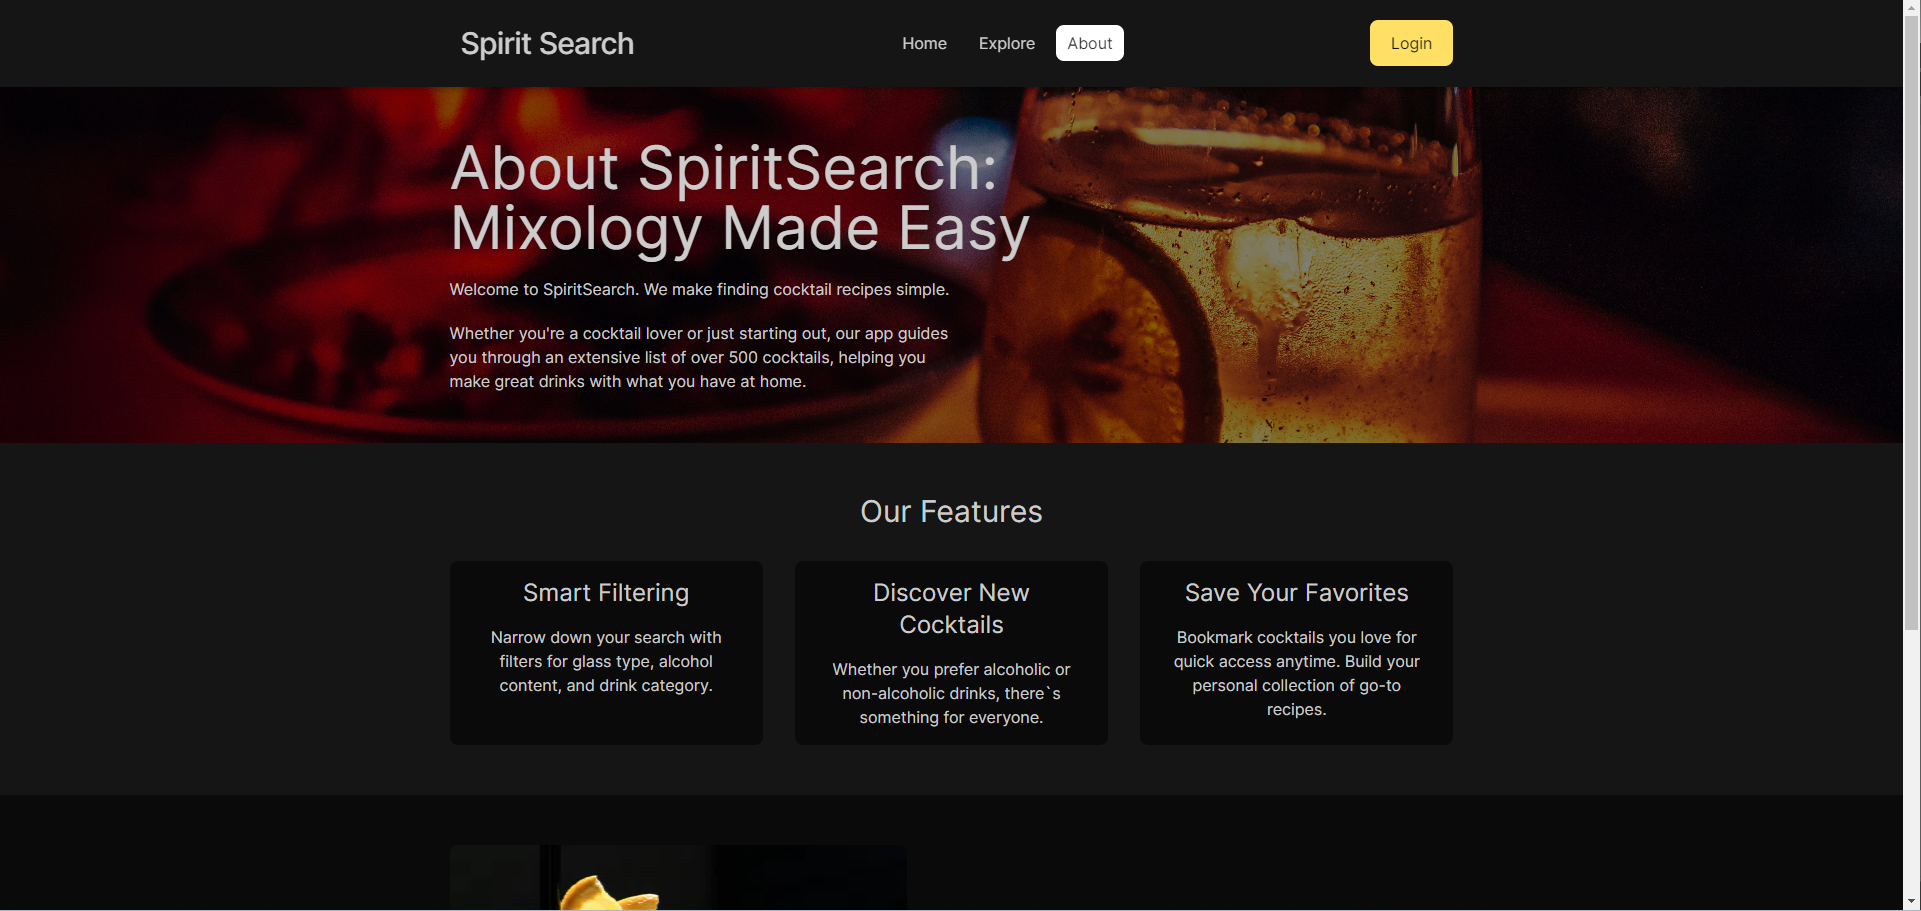 Spirit Search
Home
Explore
About
Login
About SpiritSearch:
Mixology Made Easy
Welcome to SpiritSearch. We make finding cocktail recipes simple.
Whether you're a cocktail lover or just starting out, our app guides
you through an extensive list of over 500 cocktails, helping you
make great drinks with what you have at home.
Our Features
Smart Filtering
Narrow down your search with
filters for glass type, alcohol
content, and drink category.
Discover New
Cocktails
Whether you prefer alcoholic or
non-alcoholic drinks, there`s
something for everyone.
Save Your Favorites
Bookmark cocktails you love for
quick access anytime. Build your
personal collection of go-to
recipes.